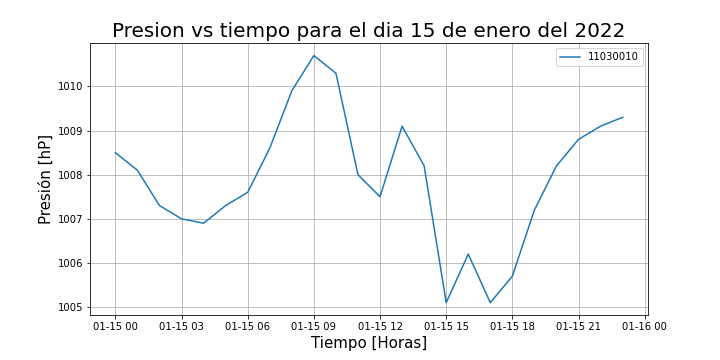 Presion vs tiempo para el dia 15 de enero del 2022
11030010
Presión [hP]
1010
1009
1008
1007
1006
1005
01-15 00 01-15 03 01-15 06 01-15 09 01-15 12 01-15 15 01-15 18 01-15 21 01-16 00
Tiempo [Horas]